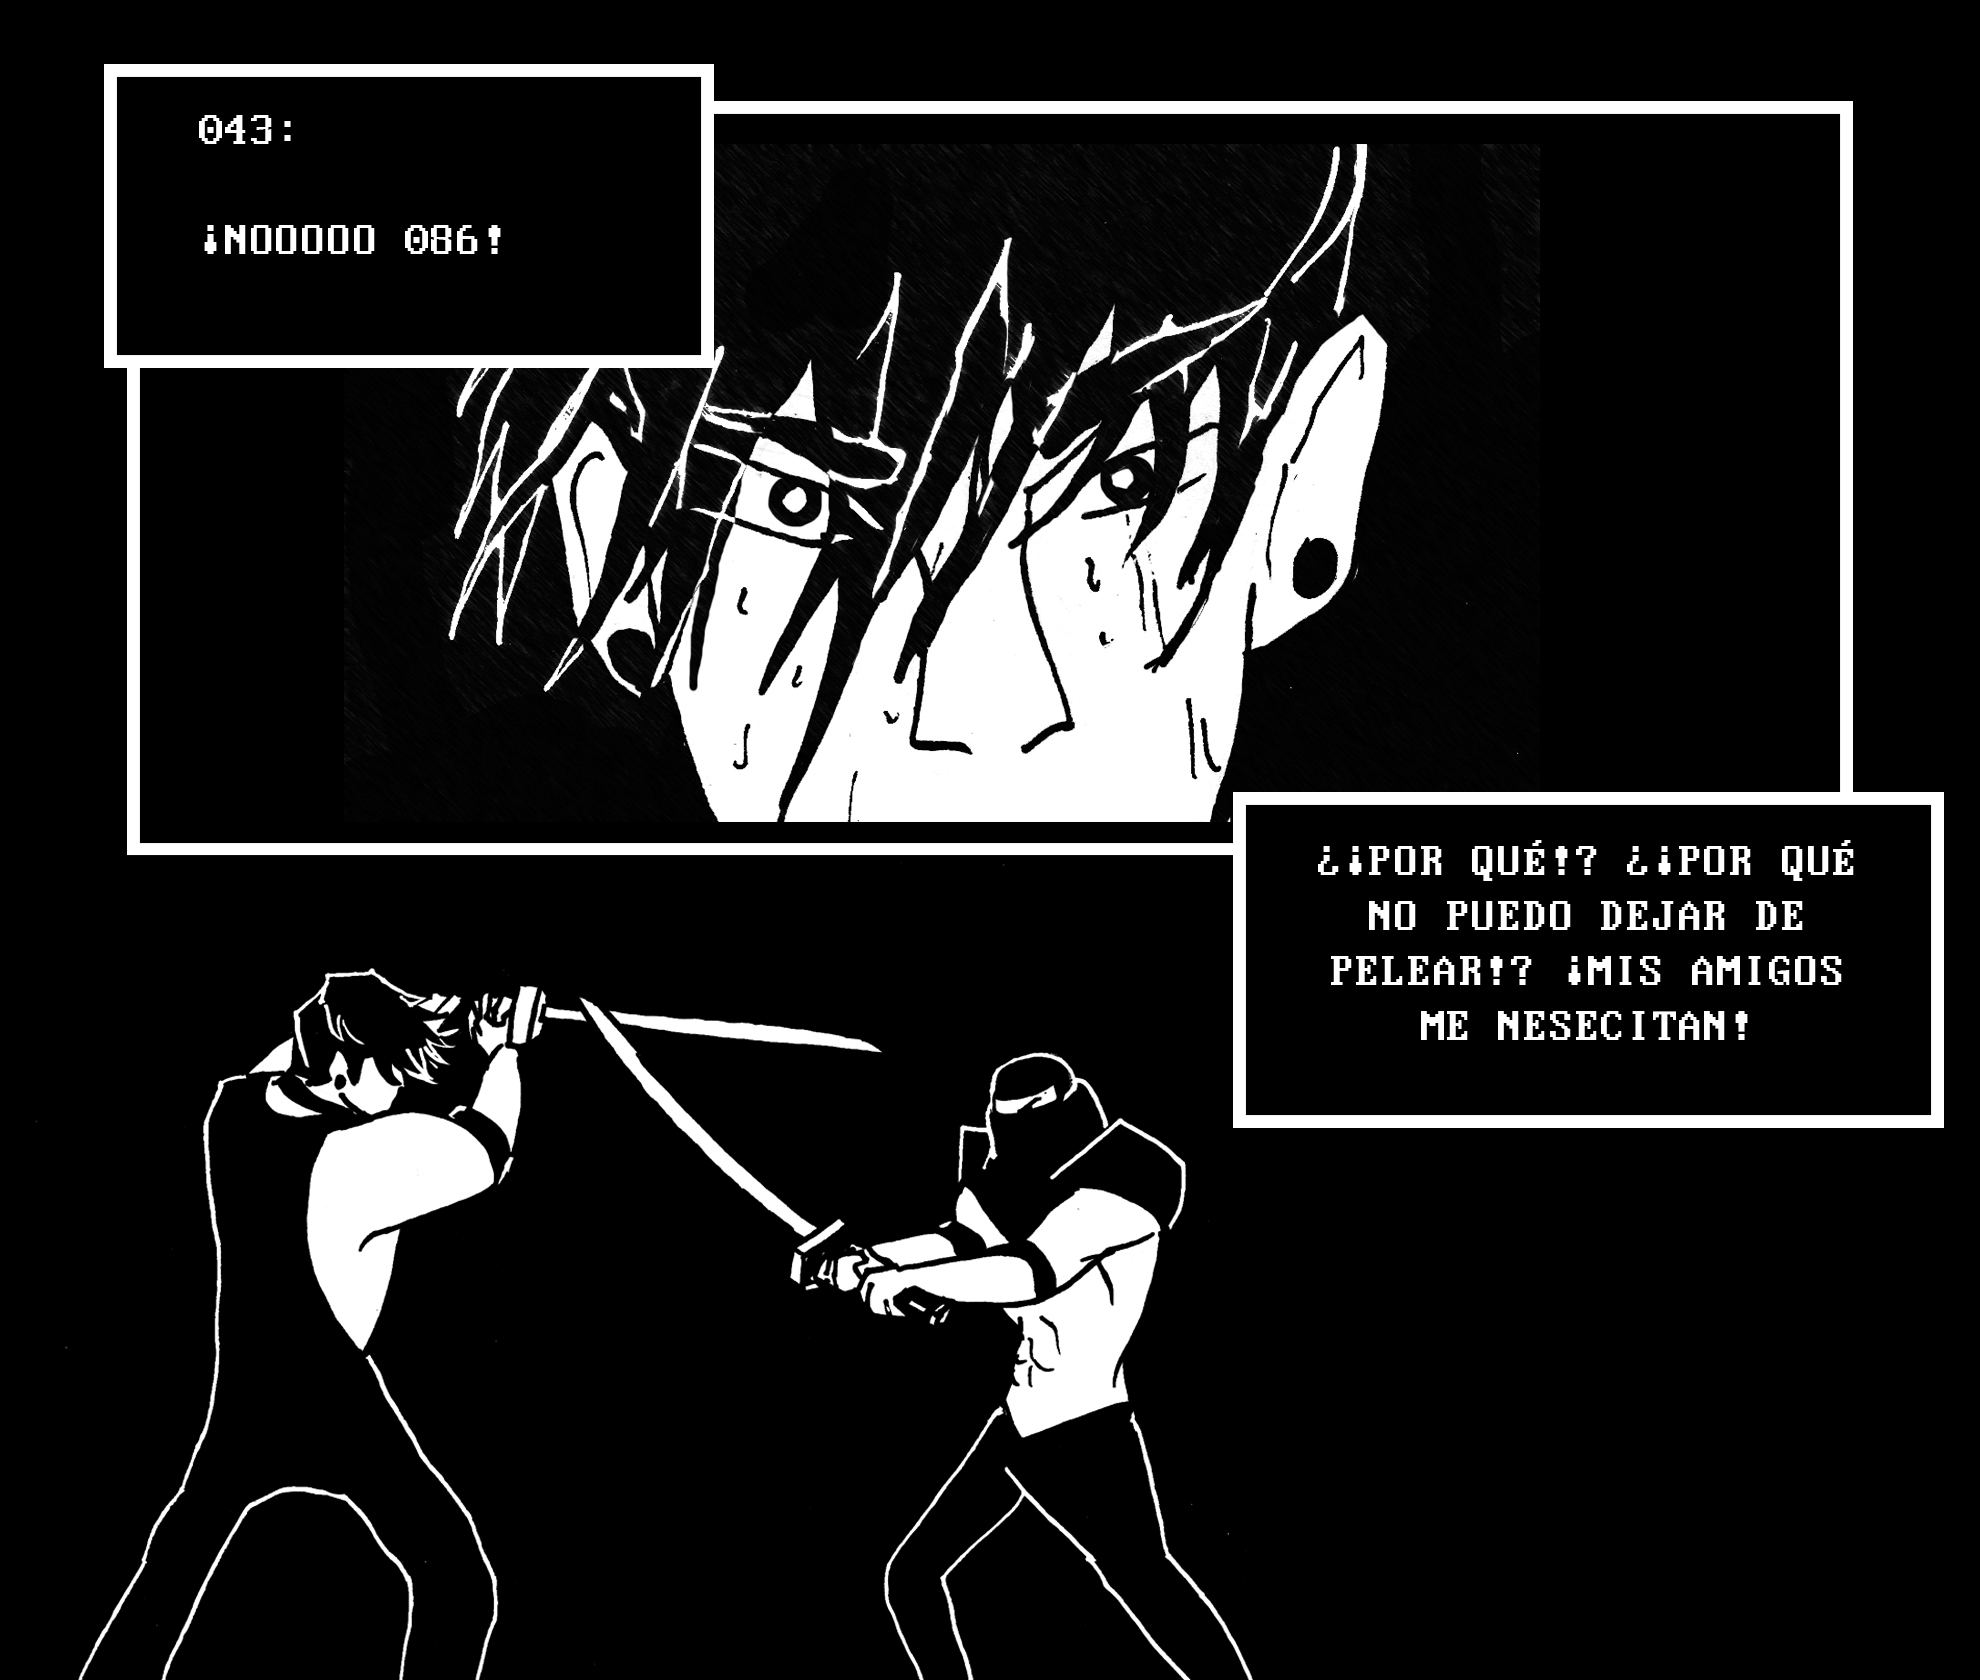 043:
¡NOOOOO 086!
¿¡POR QUÉ!? ¿¡POR QUÉ
NO PUEDO DEJAR DE
PELEAR!? ¡MIS AMIGOS
ME NESECITAN!